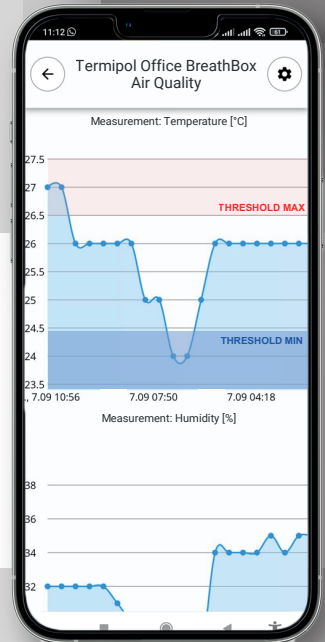 11:12
61
Termipol Office BreathBox
Air Quality
Measurement: Temperature [°C]
27.5
27
THRESHOLD MAX
26.5
26
25.5
25
24.5
THRESHOLD MIN
24
23.5
., 7.09 10:56 7.09 07:50 7.09 04:18
Measurement: Humidity [%]
38
36
34
32